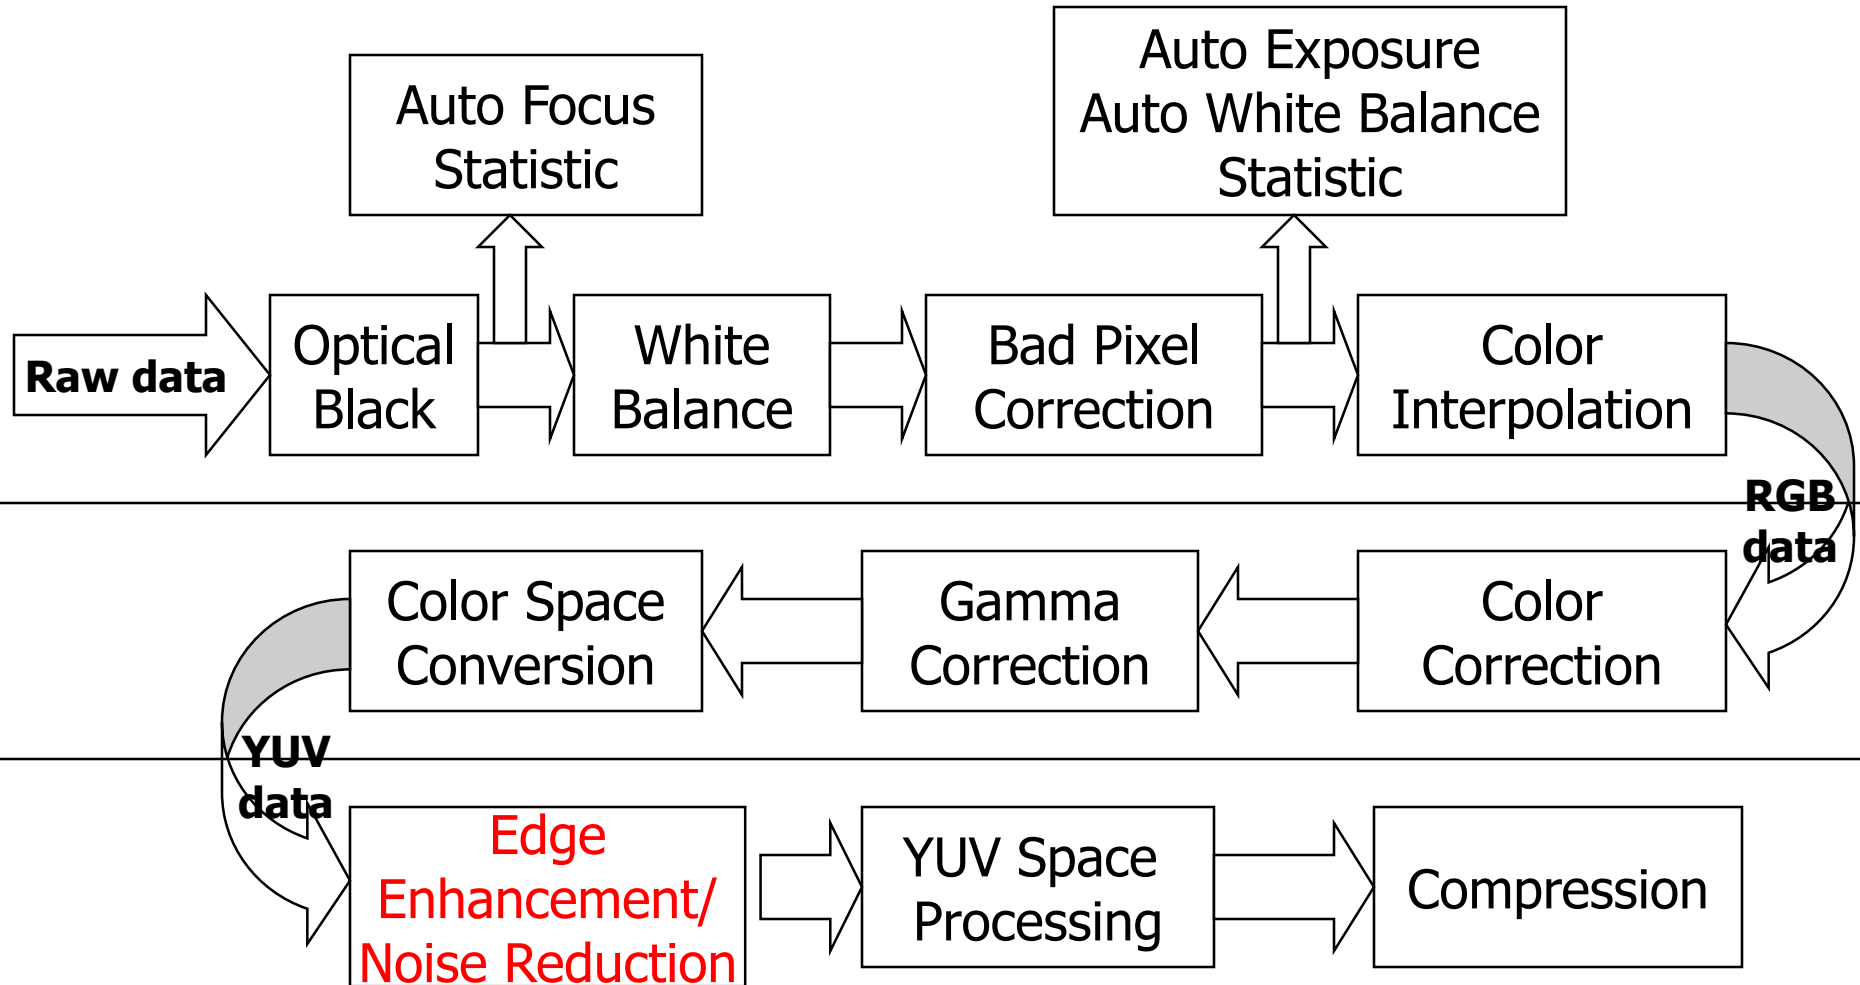 Auto Focus
Statistic
Auto Exposure
Auto White Balance
Statistic
Raw data
Optical
Black
White
Balance
Bad Pixel
Correction
Color
Interpolation
RGB
data
Color Space
Conversion
Gamma
Correction
Color
Correction
YUV
data
Edge
Enhancement/
Noise Reduction
YUV Space
Processing
Compression